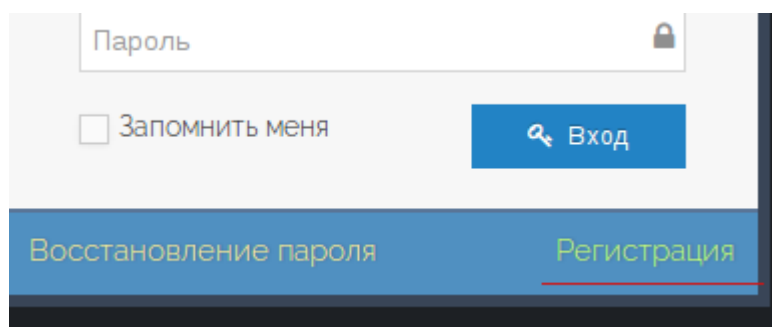 Пароль
Запомнить меня
Вход
Восстановление пароля
Регистрация